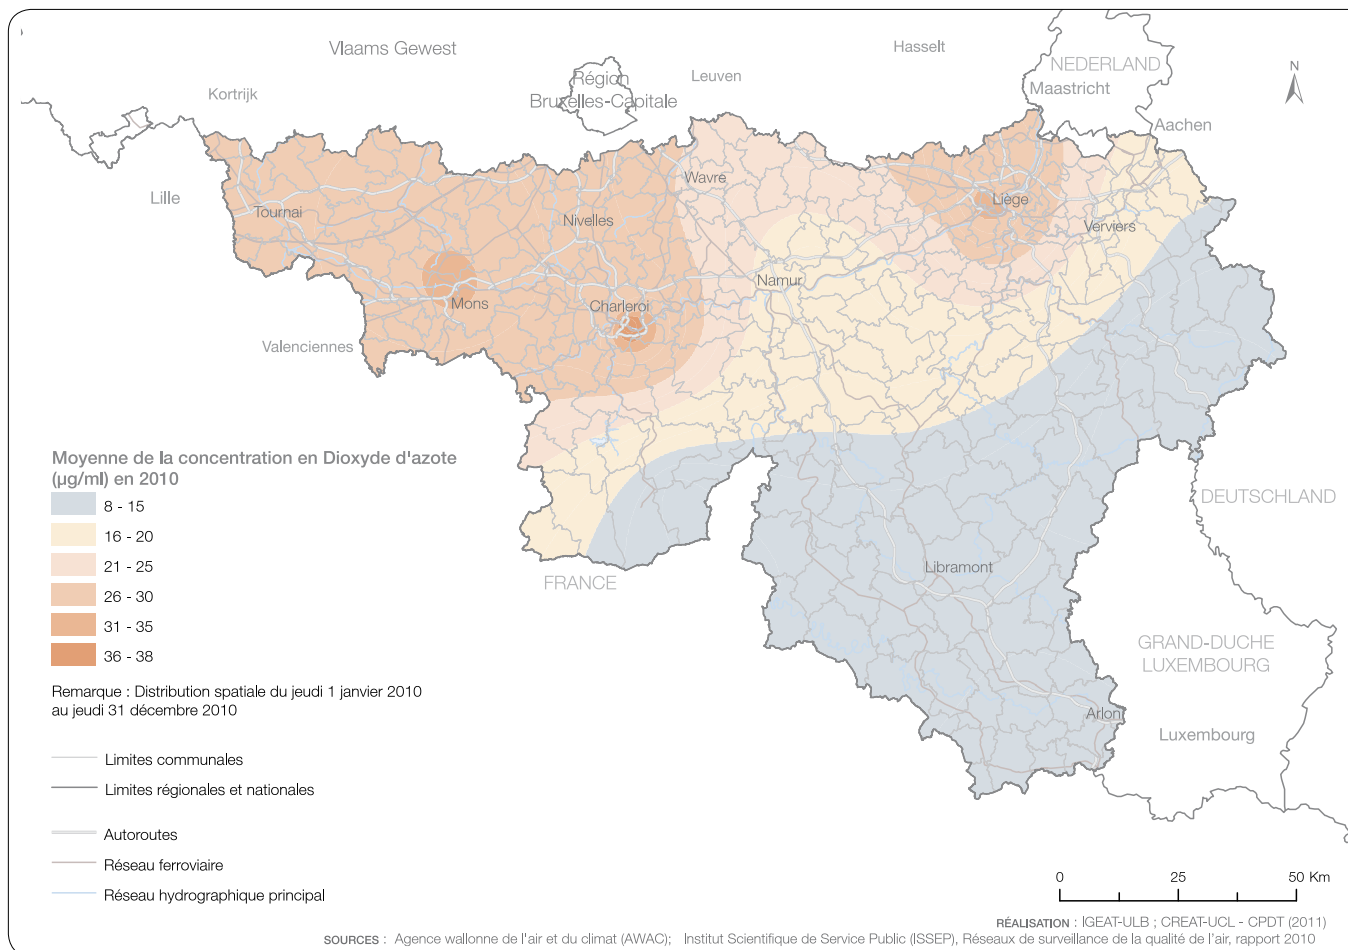 Vlaams Gewest
Hasselt
Région
Bruxelles-Capitale
Leuven
NEDERLAND
Maastricht
N
Kortrijk
Aachen
Lille
Wavre
Liège
Tournai
Nivelles
Verviers
Namur
Mons
Charleroi
Valenciennes
Moyenne de la concentration en Dioxyde d'azote
(µg/ml) en 2010
8 - 15
16 - 20
21 - 25
26 - 30
31 - 35
36 - 38
DEUTSCHLAND
FRANCE
Libramont
GRAND-DUCHE
LUXEMBOURG
Arlon
Luxembourg
Remarque : Distribution spatiale du jeudi 1 janvier 2010
au jeudi 31 décembre 2010
Limites communales
Limites régionales et nationales
Autoroutes
Réseau ferroviaire
Réseau hydrographique principal
0 25 50 Km
RÉALISATION : IGEAT-ULB ; CREAT-UCL - CPDT (2011)
SOURCES : Agence wallonne de l'air et du climat (AWAC); Institut Scientifique de Service Public (ISSEP), Réseaux de surveillance de la qualité de l'air, rapport 2010